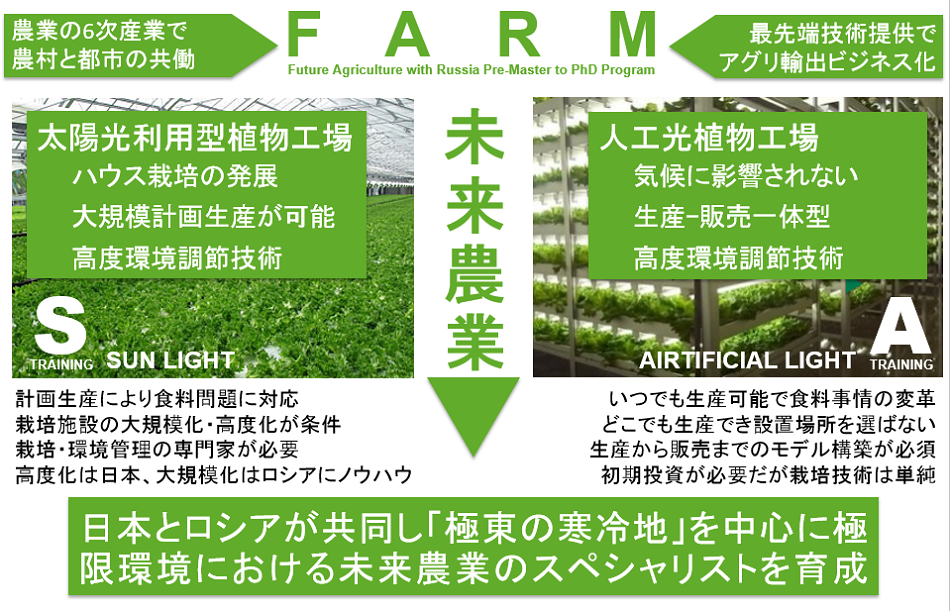 農業の6次産業で
農村と都市の共働
FARM
Future Agriculture with Russia Pre-Master to PhD Program
最先端技術提供で
アグリ輸出ビジネス化
太陽光利用型植物工場
ハウス栽培の発展
大規模計画生産が可能
高度環境調節技術
S
TRAINING
SUN LIGHT
未来農業
人工光植物工場
気候に影響されない
生産-販売一体型
高度環境調節技術
AIRTIFICIAL LIGHT
A
TRAINING
計画生産により食料問題に対応
栽培施設の大規模化・高度化が条件
栽培・環境管理の専門家が必要
高度化は日本、大規模化はロシアにノウハウ
いつでも生産可能で食料事情の変革
どこでも生産でき設置場所を選ばない
生産から販売までのモデル構築が必須
初期投資が必要だが栽培技術は単純
日本とロシアが共同し「極東の寒冷地」を中心に極
限環境における未来農業のスペシャリストを育成